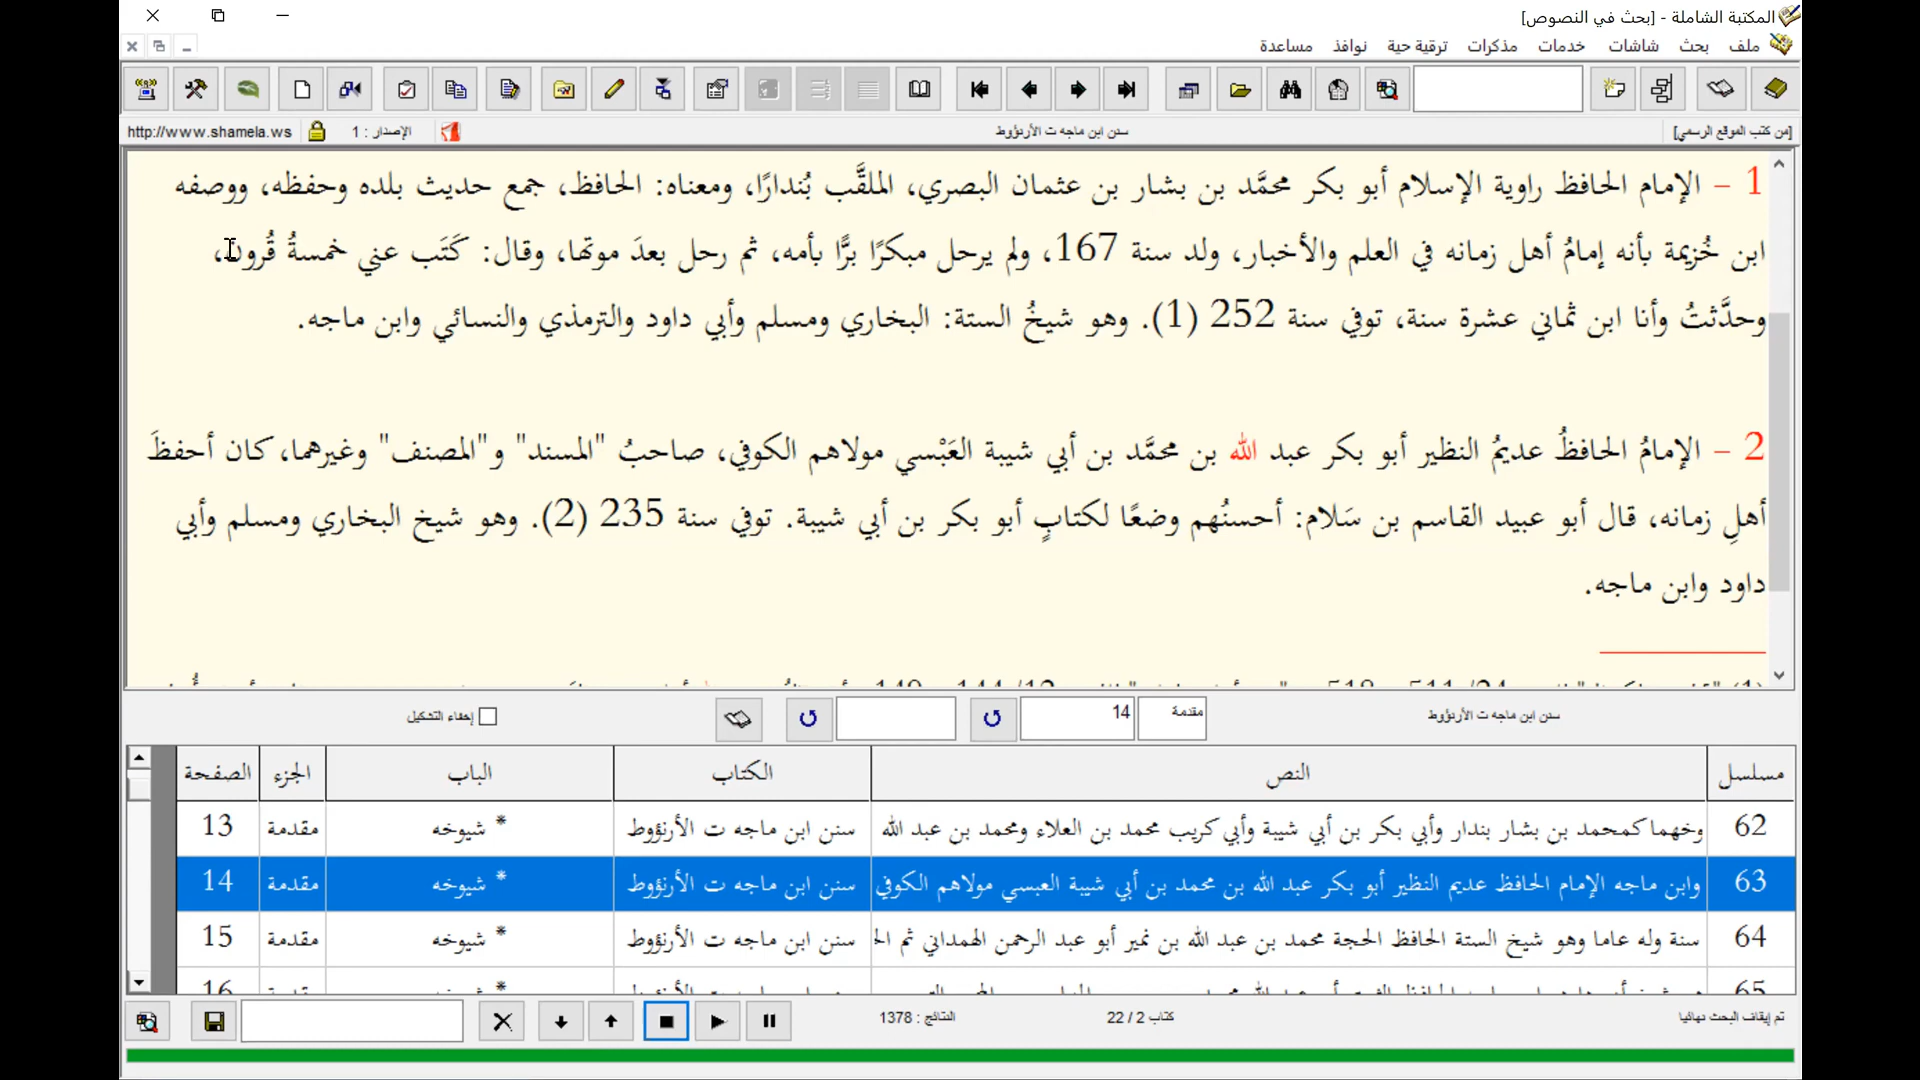 المكتبة الشاملة - [بحث في النصوص]
ملف بحث شاشات خدمات مذكرات ترقية حية نوافذ مساعدة
[من كتب الموقع الرسمي] سنن ابن ماجه ت الأرنؤوط الإصدار : 1 http://www.shamela.ws
1 - الإمام الحافظ راوية الإسلام أبو بكر محمَّد بن بشار بن عثمان البصري، الملقَّب بُندارًا، ومعناه: الحافظ، جمع حديث بلده وحفظه، ووصفه
ابن خُزيمة بأنه إمامُ أهل زمانه في العلم والأخبار، ولد سنة 167، ولم يرحل مبكرًا برًّا بأمه، ثم رحل بعدَ موتها، وقال: كَتَب عني خمسةُ قُرون،
وحدَّثتُ وأنا ابن ثماني عشرة سنة، توفي سنة 252 (1). وهو شيخُ الستة: البخاري ومسلم وأبي داود والترمذي والنسائي وابن ماجه.
2 - الإمامُ الحافظُ عديمُ النظير أبو بكر عبد الله بن محمَّد بن أبي شيبة العَبْسي مولاهم الكوفي، صاحبُ "المسند" و"المصنف" وغيرهما، كان أحفظَ
أهلِ زمانه، قال أبو عبيد القاسم بن سَلام: أحسنُهم وضعًا لكتابٍ أبو بكر بن أبي شيبة. توفي سنة 235 (2). وهو شيخ البخاري ومسلم وأبي
داود وابن ماجه.
سنن ابن ماجه ت الأرنؤوط مقدمة 14 إخفاء التشكيل
مسلسل النص الكتاب الباب الجزء الصفحة
62 وخهما كمحمد بن بشار بندار وأبي بكر بن أبي شيبة وأبي كريب محمد بن العلاء ومحمد بن عبد الله سنن ابن ماجه ت الأرنؤوط * شيوخه مقدمة 13
63 وابن ماجه الإمام الحافظ عديم النظير أبو بكر عبد الله بن محمد بن أبي شيبة العبسي مولاهم الكوفي سنن ابن ماجه ت الأرنؤوط * شيوخه مقدمة 14
64 سنة وله عاما وهو شيخ الستة الحافظ الحجة محمد بن عبد الله بن نمير أبو عبد الرحمن الهمداني ثم الح سنن ابن ماجه ت الأرنؤوط * شيوخه مقدمة 15
65 16
تم إيقاف البحث نهائيا كتاب 2 / 22 النتائج : 1378